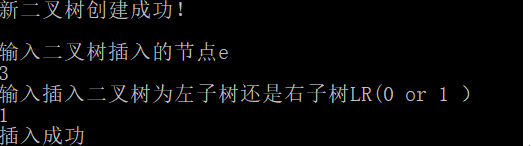 新二叉树创建成功!
输入二叉树插入的节点e
3
输入插入二叉树为左子树还是右子树LR(0 or 1 )
1
插入成功